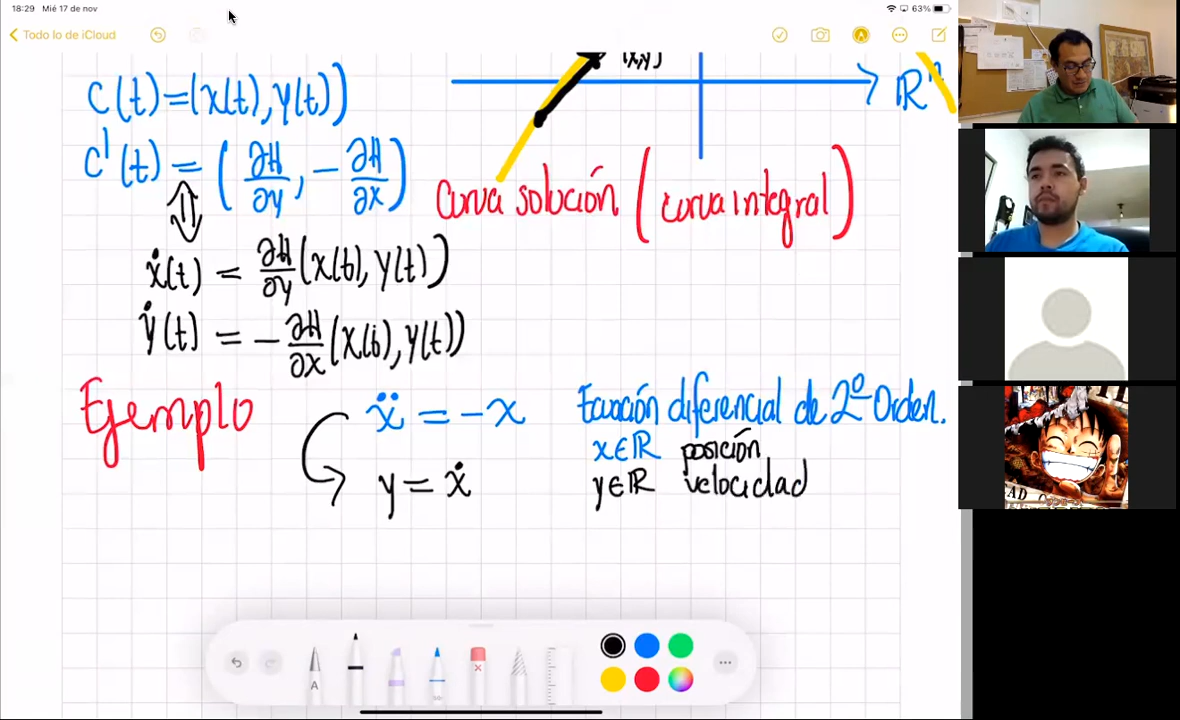 18:29 Mié 17 de nov
63%
Todo lo de iCloud
(x,y)
C(t)=(x(t),y(t))
ℝⁿ
C'(t) = (∂H/∂y, -∂H/∂x)
Curva solución (curva integral)
ẋ(t) = ∂H/∂y (x(t), y(t))
ẏ(t) = -∂H/∂x (x(t), y(t))
Ejemplo
ẍ = -x
Ecuación diferencial de 2º Orden.
x∈ℝ posición
y = ẋ
y∈ℝ velocidad
A